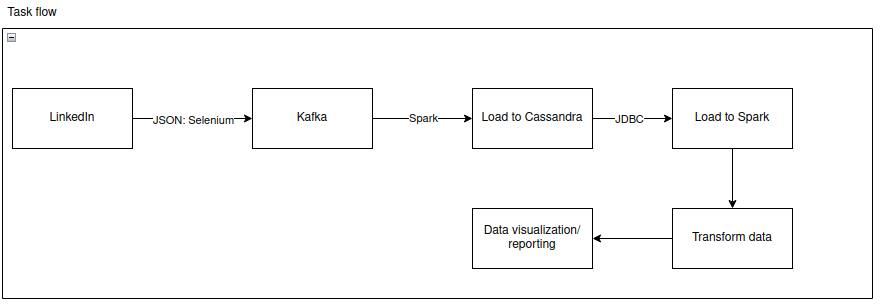 Task flow
LinkedIn
JSON: Selenium
Kafka
Spark
Load to Cassandra
JDBC
Load to Spark
Data visualization/
reporting
Transform data